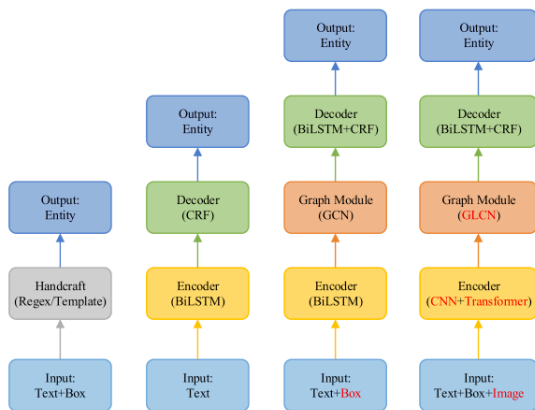 Output:
Entity
Handcraft
(Regex/Template)
Input:
Text+Box
Output:
Entity
Decoder
(CRF)
Encoder
(BiLSTM)
Input:
Text
Output:
Entity
Decoder
(BiLSTM+CRF)
Graph Module
(GCN)
Encoder
(BiLSTM)
Input:
Text+Box
Output:
Entity
Decoder
(BiLSTM+CRF)
Graph Module
(GLCN)
Encoder
(CNN+Transformer)
Input:
Text+Box+Image